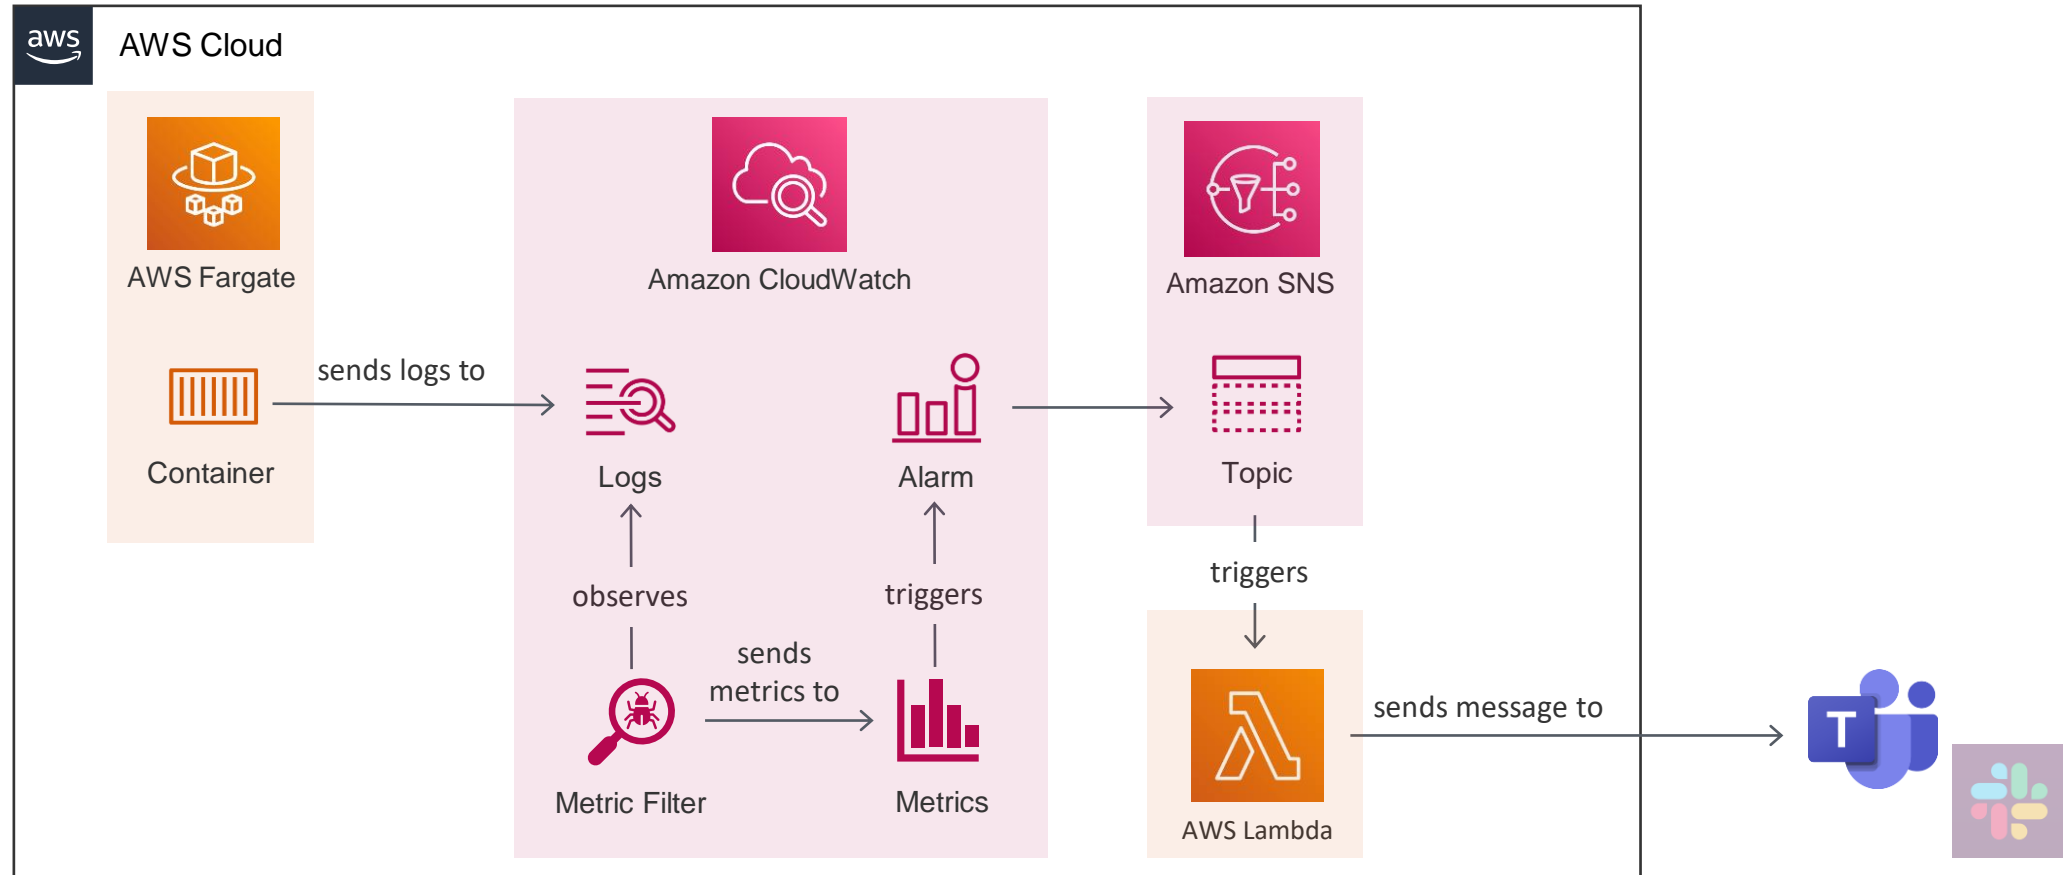 aws
AWS Cloud
AWS Fargate
Amazon CloudWatch
Amazon SNS
sends logs to
Container
Logs
Alarm
Topic
observes
triggers
triggers
sends
metrics to
sends message to
T
Metric Filter
Metrics
AWS Lambda